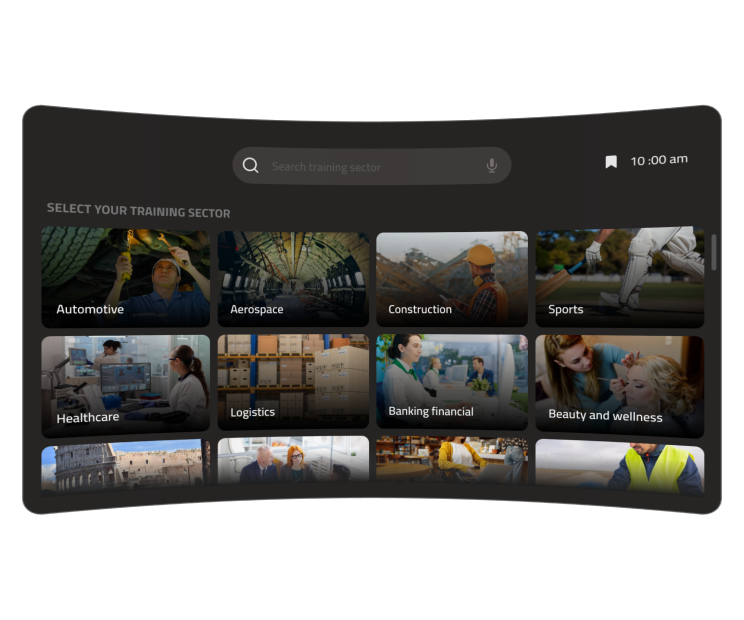 Search training sector
10 :00 am
SELECT YOUR TRAINING SECTOR
Automotive
Aerospace
Construction
Sports
Healthcare
Logistics
Banking financial
Beauty and wellness